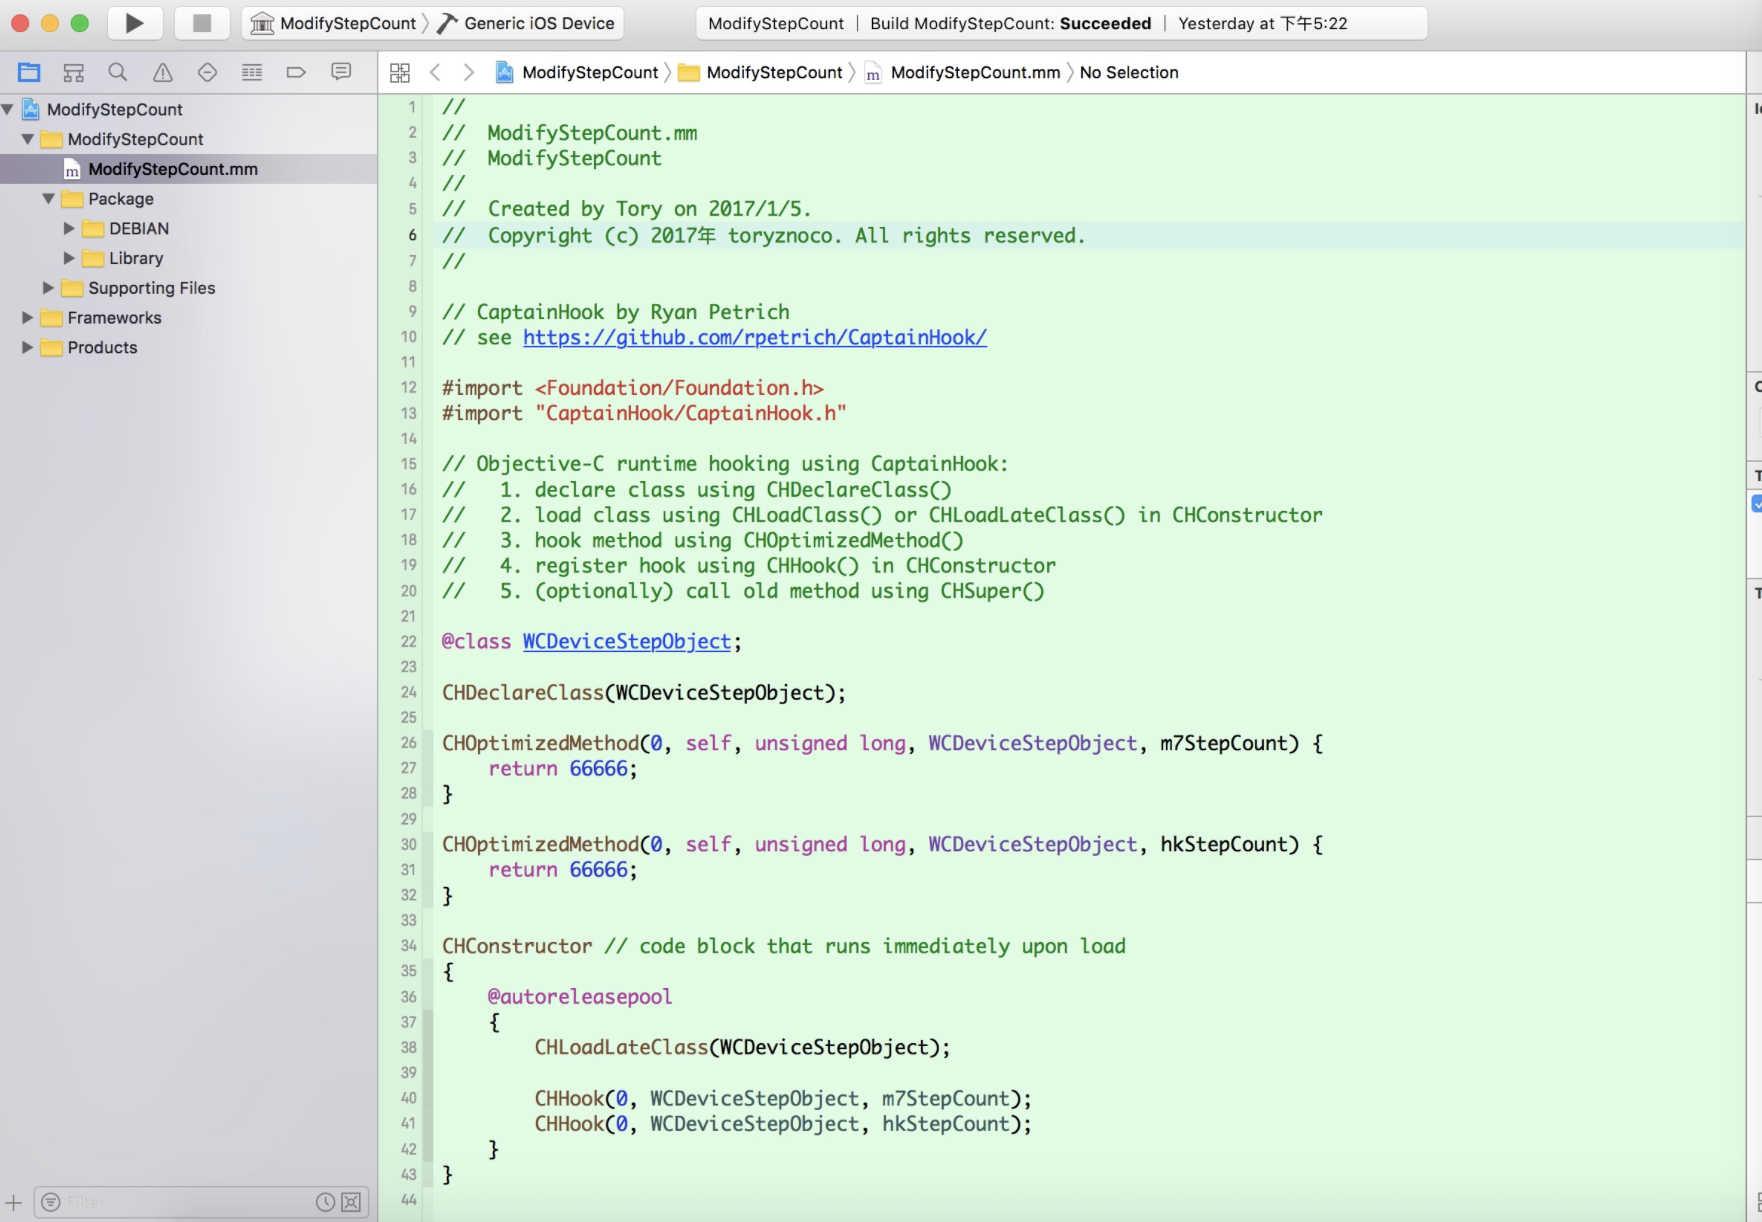 ModifyStepCount 〉 Generic iOS Device
ModifyStepCount | Build ModifyStepCount: Succeeded | Yesterday at 下午5:22
ModifyStepCount 〉 ModifyStepCount 〉 m ModifyStepCount.mm 〉 No Selection
ModifyStepCount
ModifyStepCount
m ModifyStepCount.mm
Package
DEBIAN
Library
Supporting Files
Frameworks
Products
Filter
1 //
2 //  ModifyStepCount.mm
3 //  ModifyStepCount
4 //
5 //  Created by Tory on 2017/1/5.
6 //  Copyright (c) 2017年 toryznoco. All rights reserved.
7 //
8
9 // CaptainHook by Ryan Petrich
10 // see https://github.com/rpetrich/CaptainHook/
11
12 #import <Foundation/Foundation.h>
13 #import "CaptainHook/CaptainHook.h"
14
15 // Objective-C runtime hooking using CaptainHook:
16 //   1. declare class using CHDeclareClass()
17 //   2. load class using CHLoadClass() or CHLoadLateClass() in CHConstructor
18 //   3. hook method using CHOptimizedMethod()
19 //   4. register hook using CHHook() in CHConstructor
20 //   5. (optionally) call old method using CHSuper()
21
22 @class WCDeviceStepObject;
23
24 CHDeclareClass(WCDeviceStepObject);
25
26 CHOptimizedMethod(0, self, unsigned long, WCDeviceStepObject, m7StepCount) {
27     return 66666;
28 }
29
30 CHOptimizedMethod(0, self, unsigned long, WCDeviceStepObject, hkStepCount) {
31     return 66666;
32 }
33
34 CHConstructor // code block that runs immediately upon load
35 {
36     @autoreleasepool
37     {
38         CHLoadLateClass(WCDeviceStepObject);
39
40         CHHook(0, WCDeviceStepObject, m7StepCount);
41         CHHook(0, WCDeviceStepObject, hkStepCount);
42     }
43 }
44